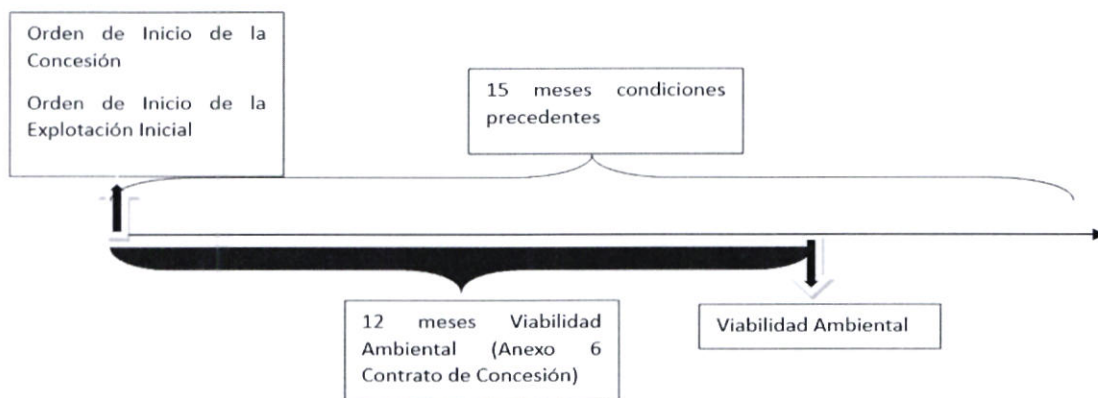 Orden de Inicio de la
Concesión
Orden de Inicio de la
Explotación Inicial
15 meses condiciones
precedentes
12 meses Viabilidad
Ambiental (Anexo 6
Contrato de Concesión)
Viabilidad Ambiental